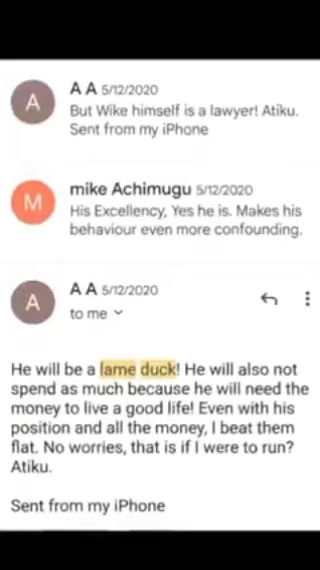 A
A A 5/12/2020
But Wike himself is a lawyer! Atiku.
Sent from my iPhone
M
mike Achimugu 5/12/2020
His Excellency, Yes he is. Makes his
behaviour even more confounding.
A
A A 5/12/2020
to me
He will be a lame duck! He will also not
spend as much because he will need the
money to live a good life! Even with his
position and all the money, I beat them
flat. No worries, that is if I were to run?
Atiku.
Sent from my iPhone